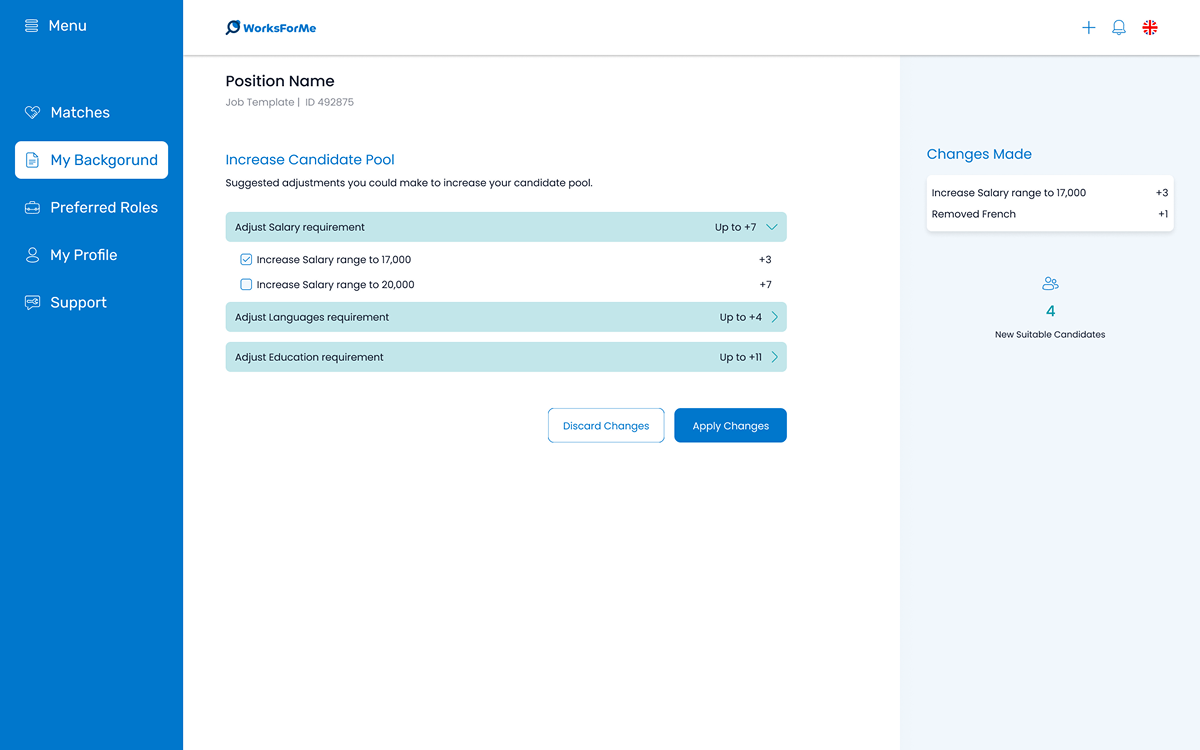 Menu
Matches
My Backgorund
Preferred Roles
My Profile
Support
WorksForMe
Position Name
Job Template | ID 492875
Increase Candidate Pool
Suggested adjustments you could make to increase your candidate pool.
Adjust Salary requirement Up to +7
Increase Salary range to 17,000 +3
Increase Salary range to 20,000 +7
Adjust Languages requirement Up to +4
Adjust Education requirement Up to +11
Discard Changes Apply Changes
Changes Made
Increase Salary range to 17,000 +3
Removed French +1
4
New Suitable Candidates